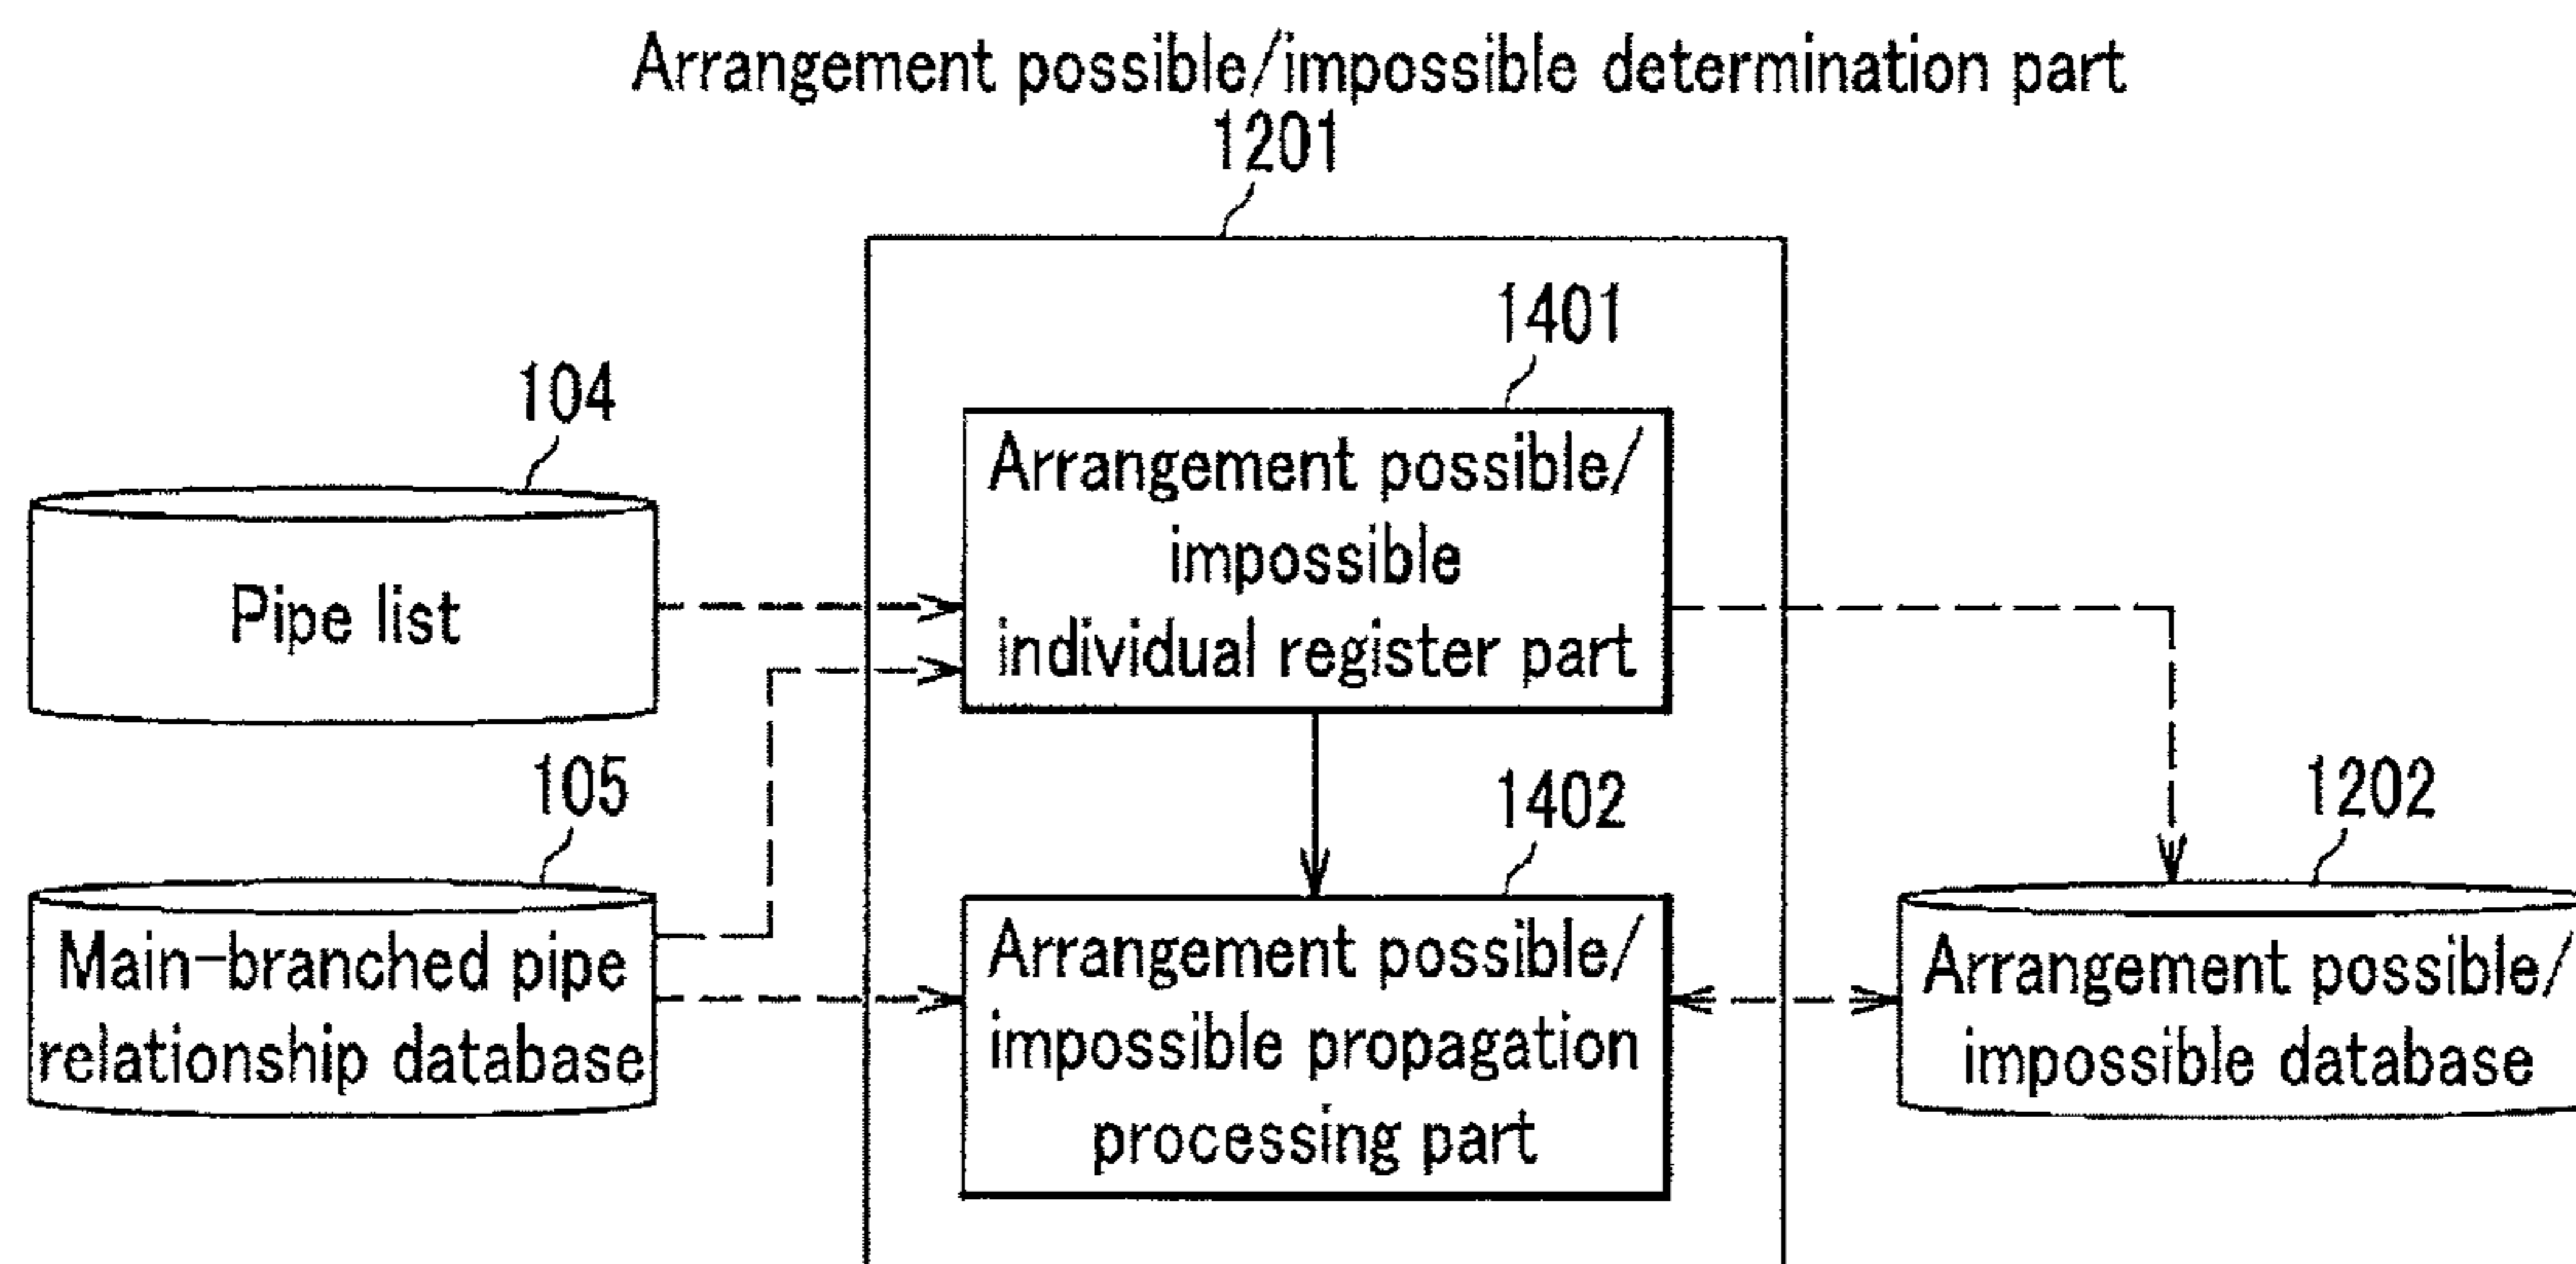 Arrangement possible/impossible determination part
1201
1401
Arrangement possible/
impossible
individual register part
104
Pipe list
105
Main-branched pipe
relationship database
1402
Arrangement possible/
impossible propagation
processing part
1202
Arrangement possible/
impossible database